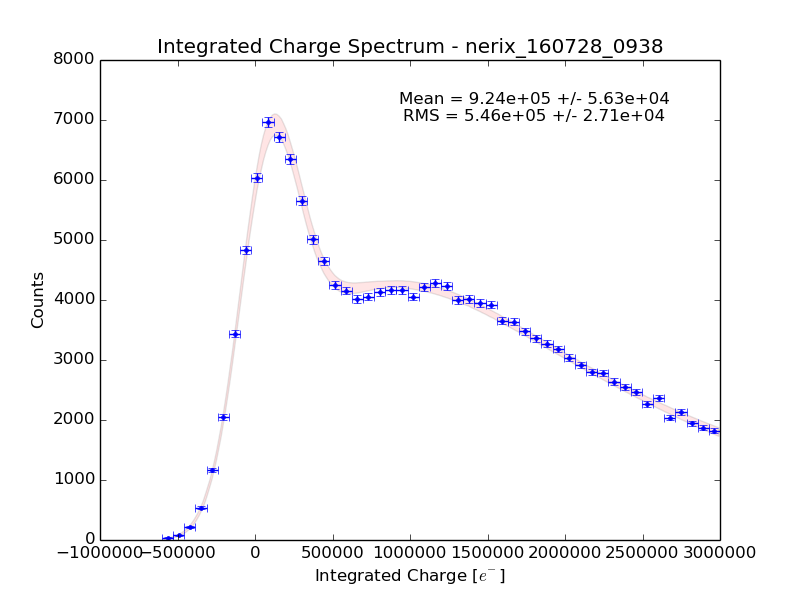 Integrated Charge Spectrum - nerix_160728_0938
8000
Mean = 9.24e+05 +/- 5.63e+04
RMS = 5.46e+05 +/- 2.71e+04
7000
6000
5000
4000
3000
2000
1000
0
Counts
−1000000 −500000 0 500000 1000000 1500000 2000000 2500000 3000000
Integrated Charge [e⁻]